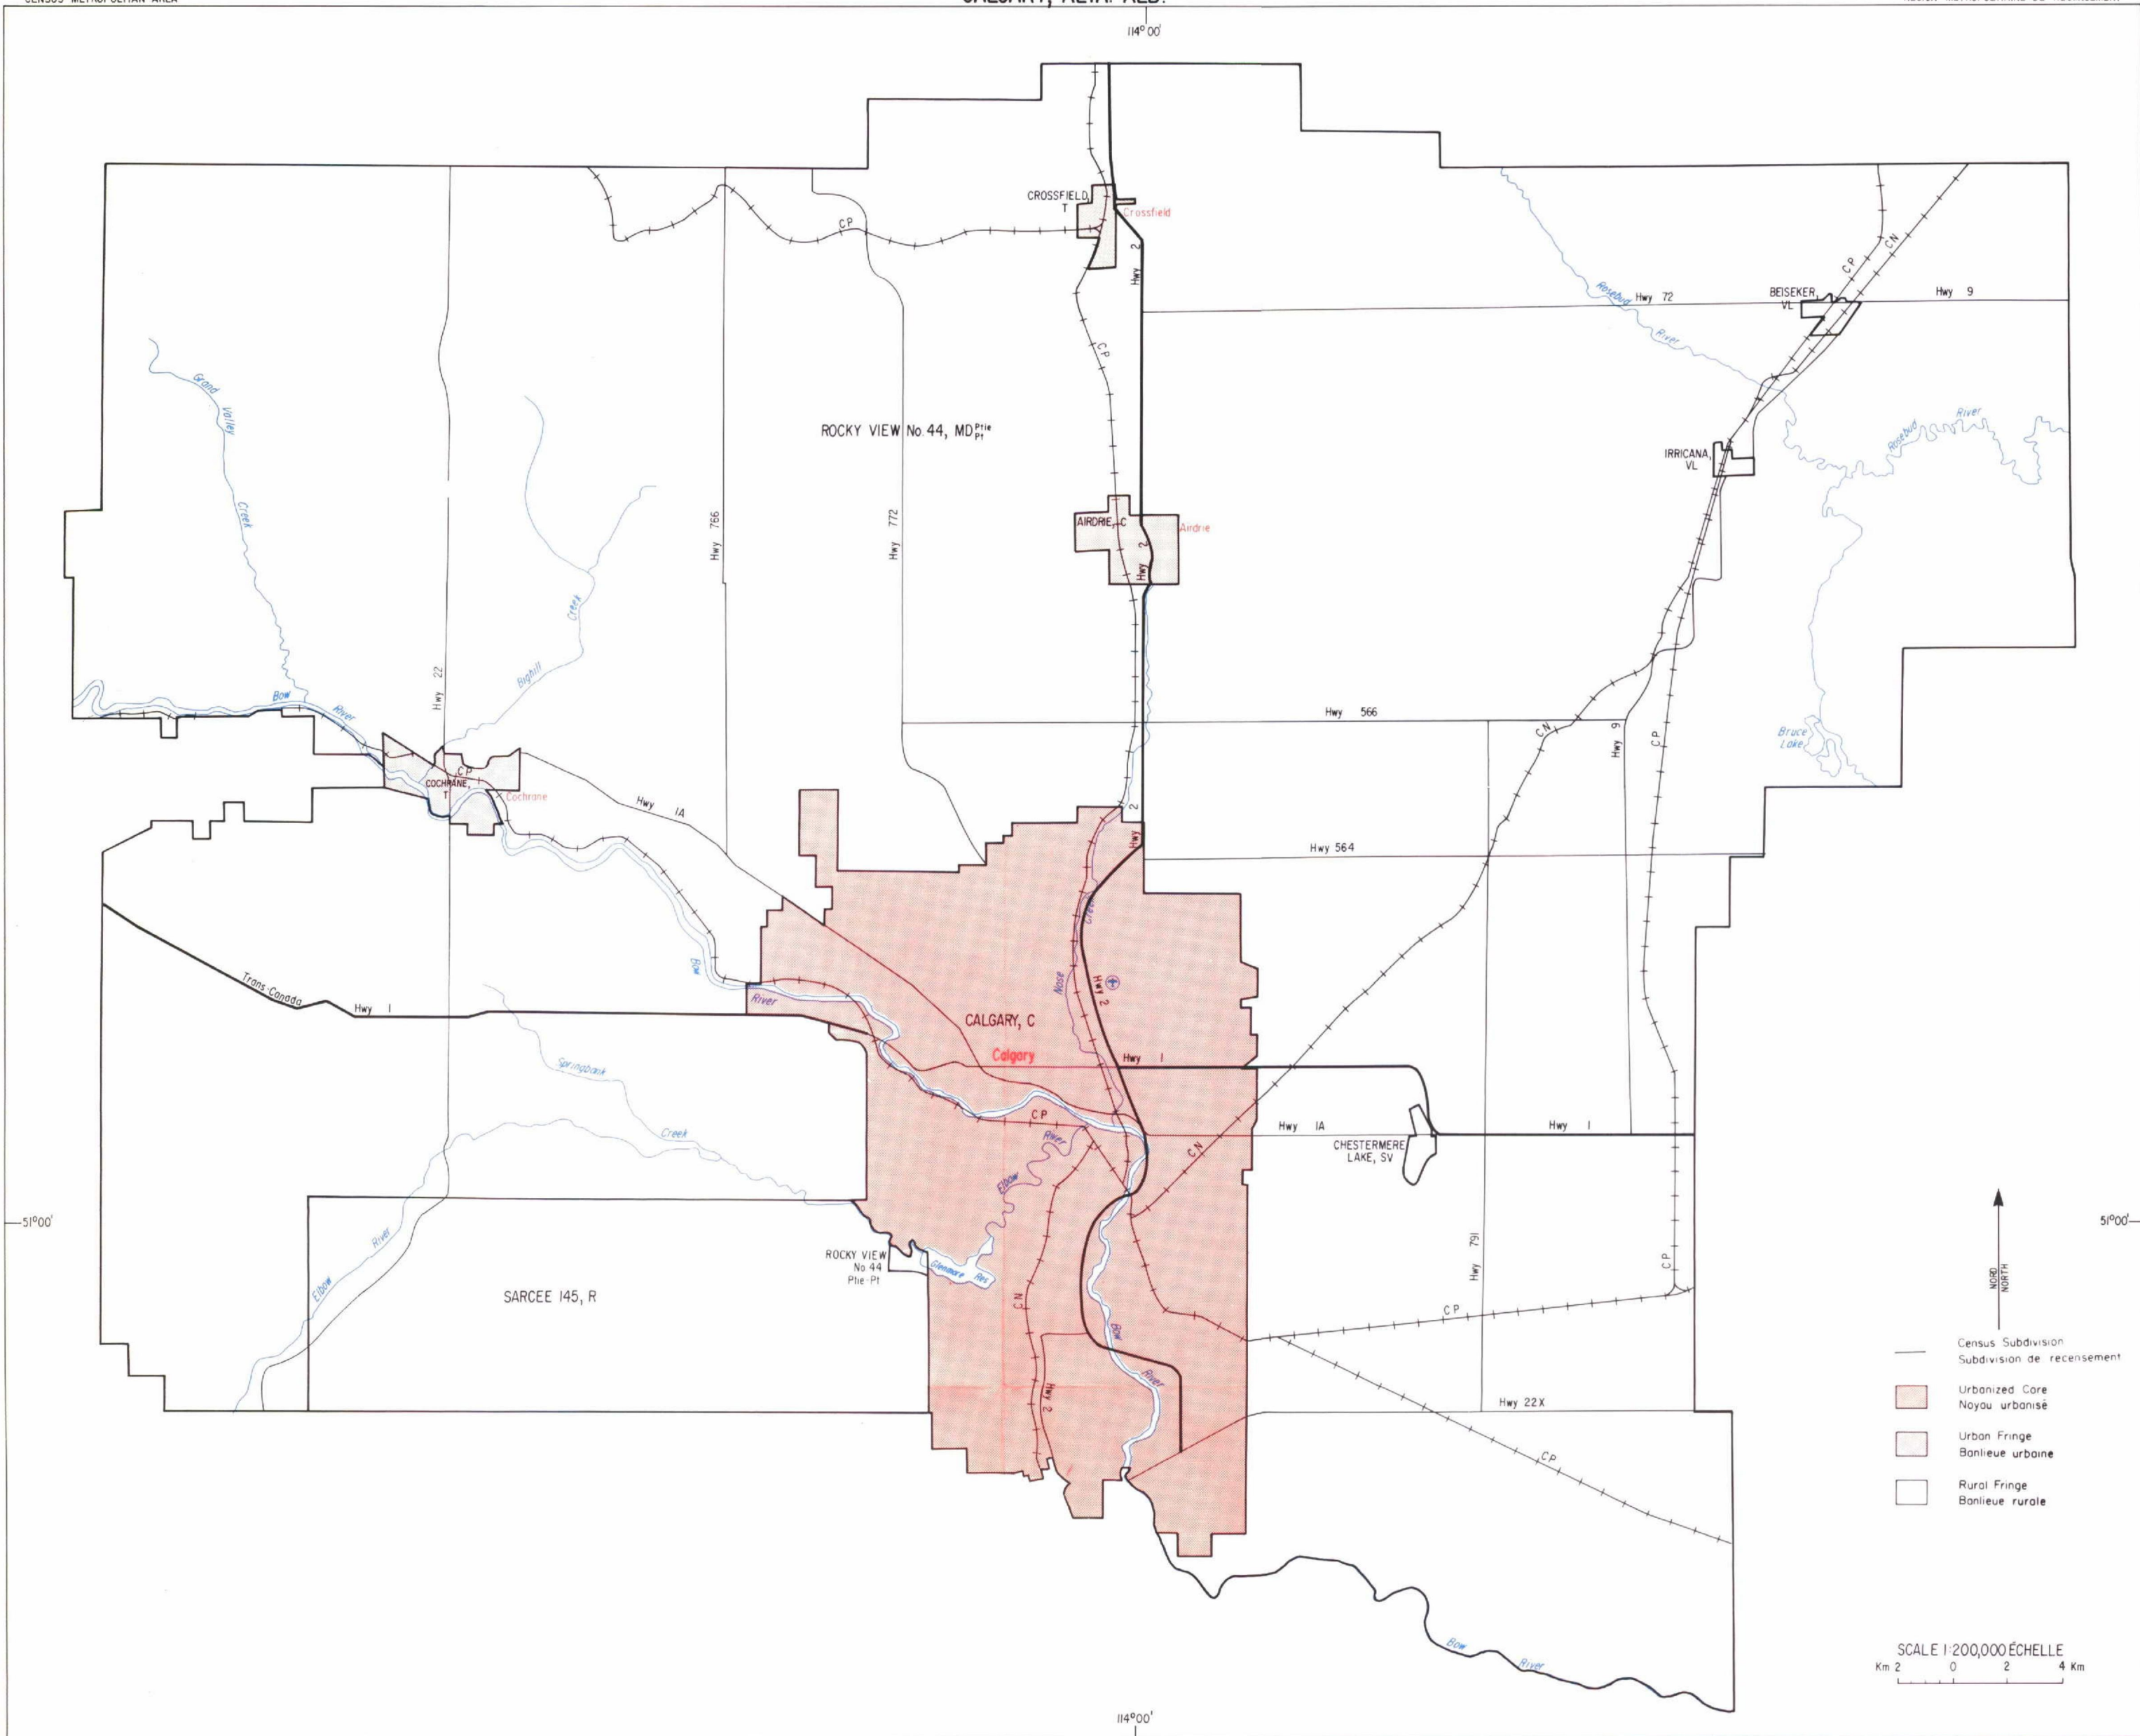 CALGARY, ALTA.-ALB.
114°00'
CROSSFIELD,
T
Crossfield
CP
Hwy 2
CP
CN
Rosebud
River
Hwy 72
BEISEKER,
VL
Hwy 9
CP
Grand
Valley
Creek
ROCKY VIEW No. 44, MD Ptie
Pt
Rosebud
River
IRRICANA,
VL
Hwy 766
Hwy 772
AIRDRIE, C
Airdrie
Hwy 2
Creek
Bighill
Hwy 22
Bow
River
Hwy 566
CN
Hwy 9
CP
Bruce
Lake
CP
COCHRANE,
T
Cochrane
Hwy 1A
Hwy 2
Hwy 564
Creek
Nose
Hwy 2
Bow
River
Trans-Canada
Hwy 1
CALGARY, C
Calgary
Hwy 1
Springbank
Creek
CP
River
Elbow
CN
Hwy 1A
CHESTERMERE
LAKE, SV
Hwy 1
51°00'
51°00'
River
Elbow
ROCKY VIEW
No 44
Ptie-Pt
Glenmore Res
SARCEE 145, R
CN
Bow
River
Hwy 2
Hwy 791
CP
CP
Hwy 22X
CP
Bow
River
NORD
NORTH
Census Subdivision
Subdivision de recensement
Urbanized Core
Noyau urbanisé
Urban Fringe
Banlieue urbaine
Rural Fringe
Banlieue rurale
SCALE 1:200,000 ÉCHELLE
Km 2 0 2 4 Km
114°00'